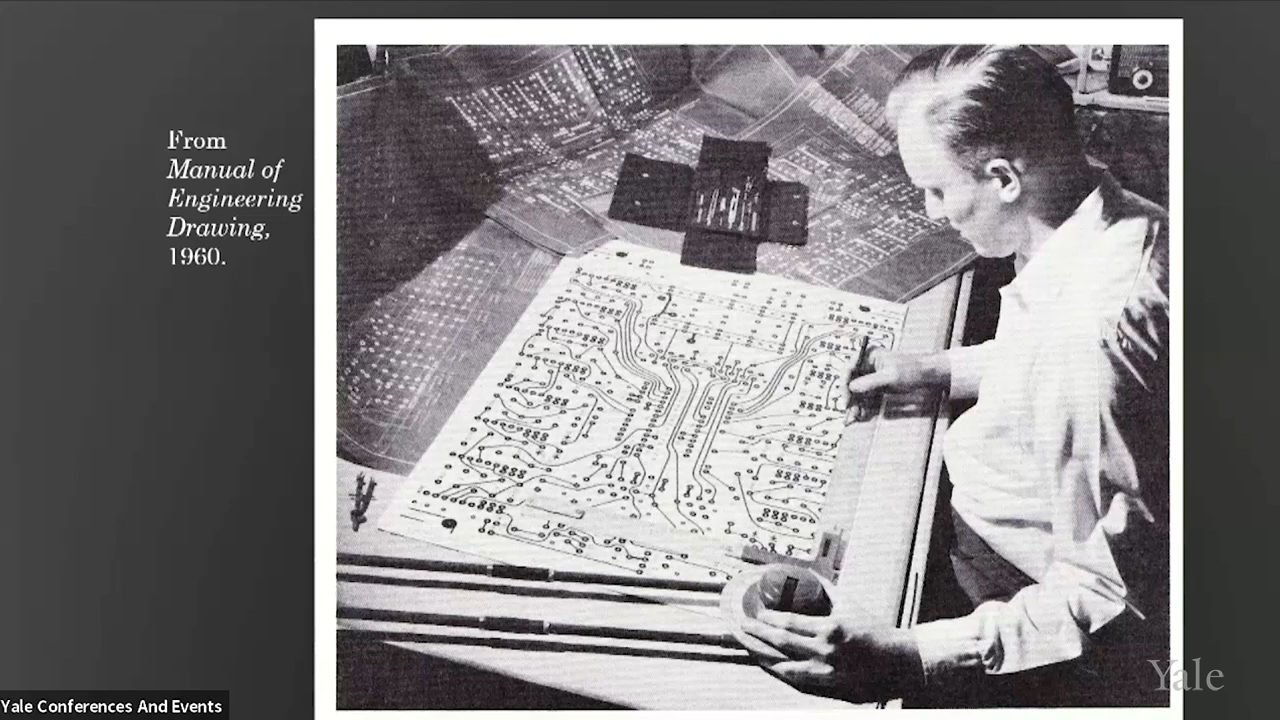 From
Manual of
Engineering
Drawing,
1960.
Yale
Yale Conferences And Events